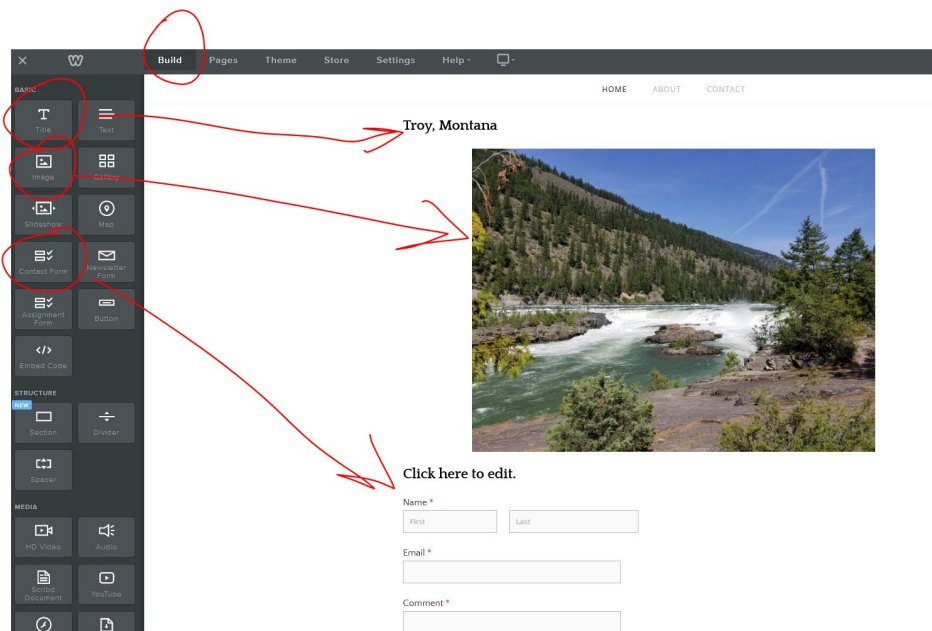 Build Pages Theme Store Settings Help
HOME ABOUT CONTACT
BASIC
Title Text
Image Gallery
Slideshow Map
Contact Form Newsletter Form
Assignment Form Button
</> Embed Code
STRUCTURE
NEW
Section Divider
Spacer
MEDIA
HD Video Audio
Scribd Document YouTube
Troy, Montana
Click here to edit.
Name *
First Last
Email *
Comment *